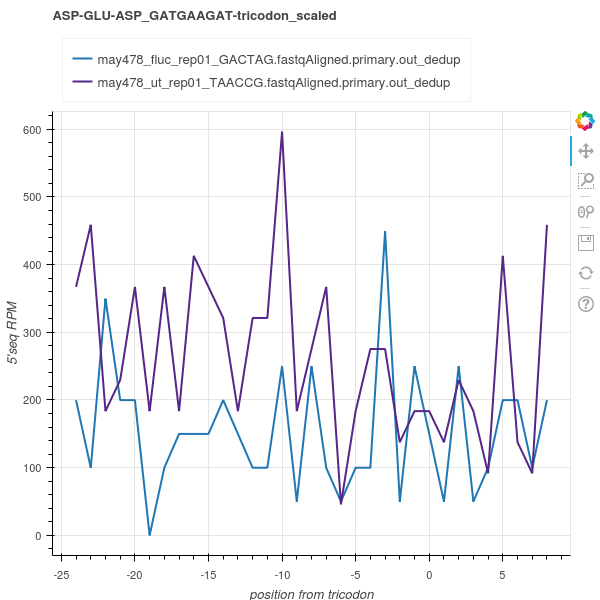 ASP-GLU-ASP_GATGAAGAT-tricodon_scaled
may478_fluc_rep01_GACTAG.fastqAligned.primary.out_dedup
may478_ut_rep01_TAACCG.fastqAligned.primary.out_dedup
600
500
400
300
200
100
0
5'seq RPM
-25 -20 -15 -10 -5 0 5
position from tricodon